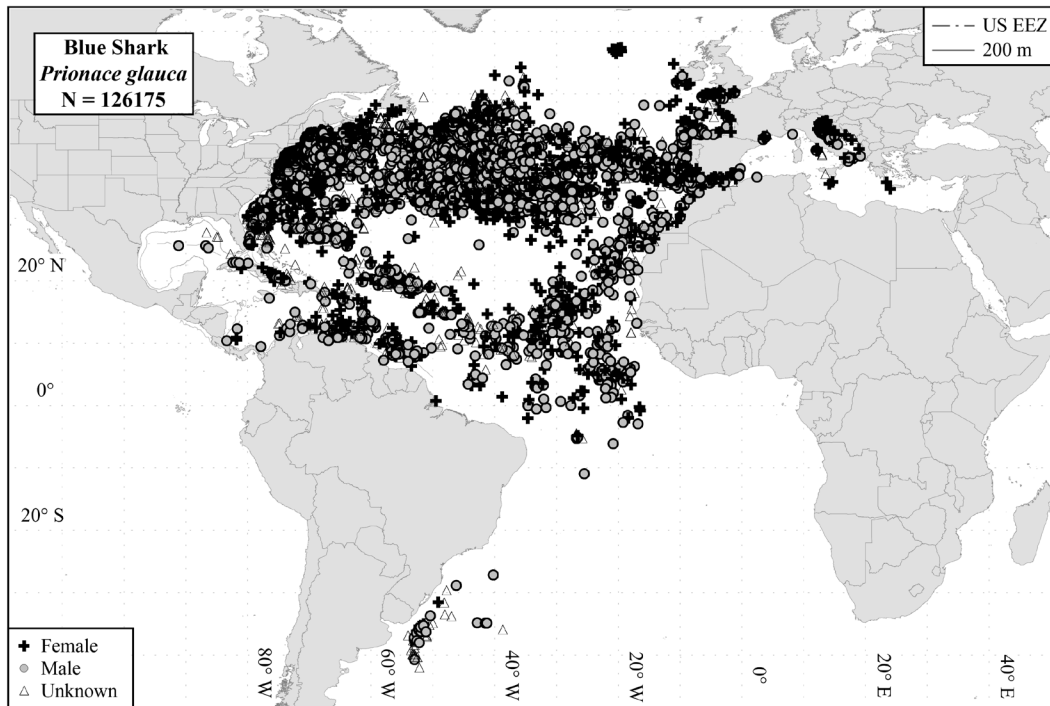 Blue Shark
Prionace glauca
N = 126175
US EEZ
200 m
20° N
0°
20° S
Female
Male
Unknown
80° W
60° W
40° W
20° W
0°
20° E
40° E